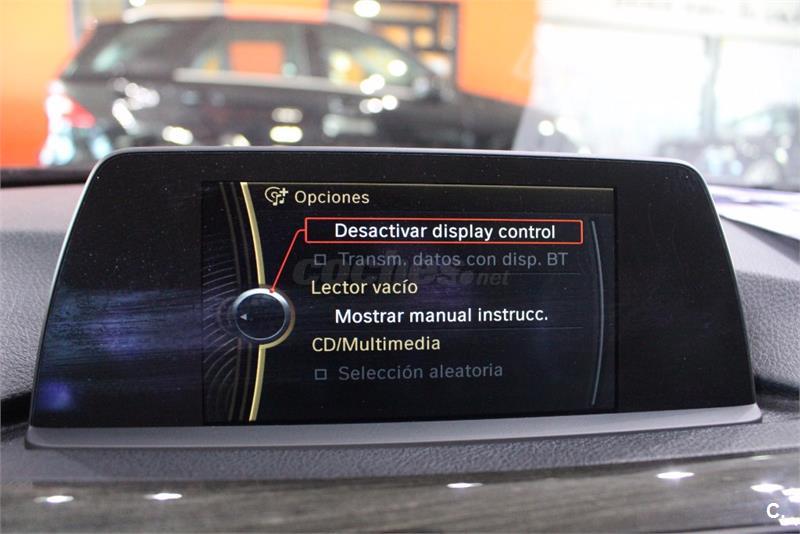 Opciones
Desactivar display control
Transm. datos con disp. BT
coches.net
Lector vacío
Mostrar manual instrucc.
CD/Multimedia
Selección aleatoria
C.